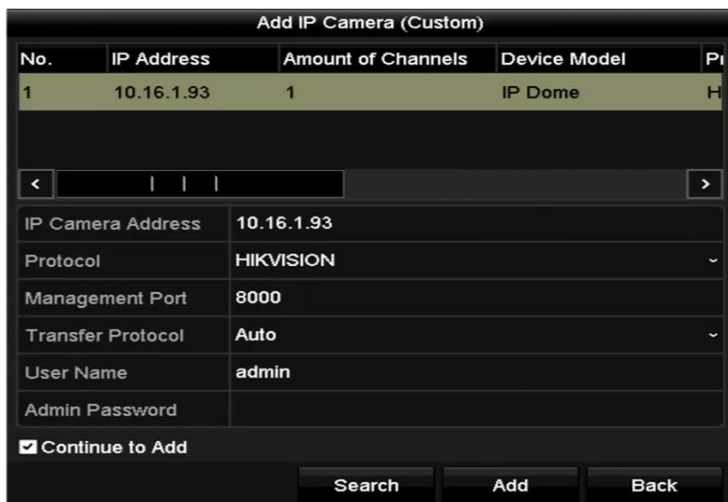 Add IP Camera (Custom)
No. IP Address Amount of Channels Device Model Pr
1 10.16.1.93 1 IP Dome H
IP Camera Address 10.16.1.93
Protocol HIKVISION
Management Port 8000
Transfer Protocol Auto
User Name admin
Admin Password
Continue to Add
Search Add Back